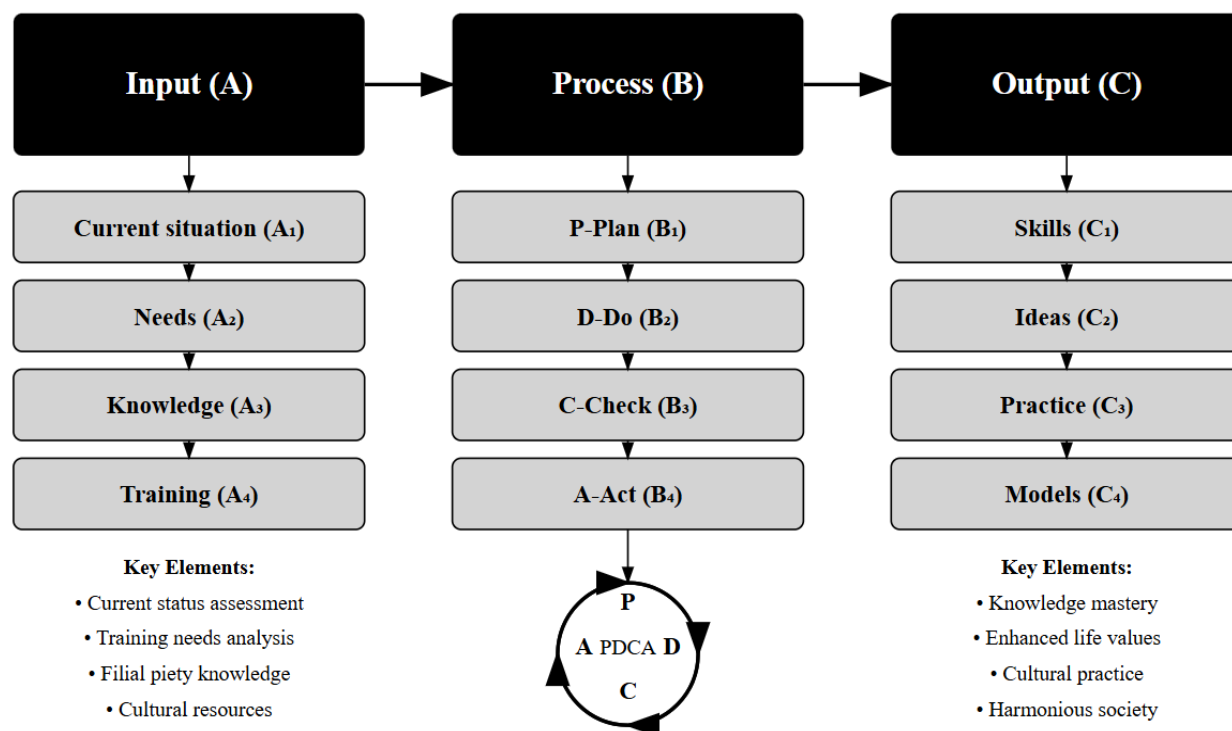 Input (A)
Process (B)
Output (C)
Current situation (A₁)
P-Plan (B₁)
Skills (C₁)
Needs (A₂)
D-Do (B₂)
Ideas (C₂)
Knowledge (A₃)
C-Check (B₃)
Practice (C₃)
Training (A₄)
A-Act (B₄)
Models (C₄)
Key Elements:
• Current status assessment
• Training needs analysis
• Filial piety knowledge
• Cultural resources
P
A PDCA D
C
Key Elements:
• Knowledge mastery
• Enhanced life values
• Cultural practice
• Harmonious society